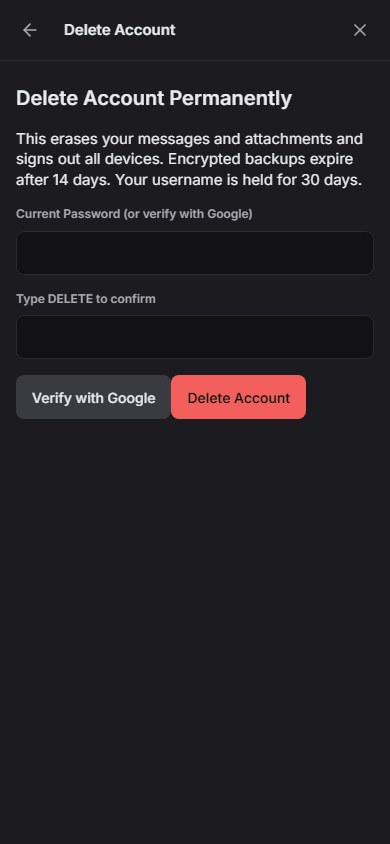 Delete Account
Delete Account Permanently
This erases your messages and attachments and
signs out all devices. Encrypted backups expire
after 14 days. Your username is held for 30 days.
Current Password (or verify with Google)
Type DELETE to confirm
Verify with Google
Delete Account